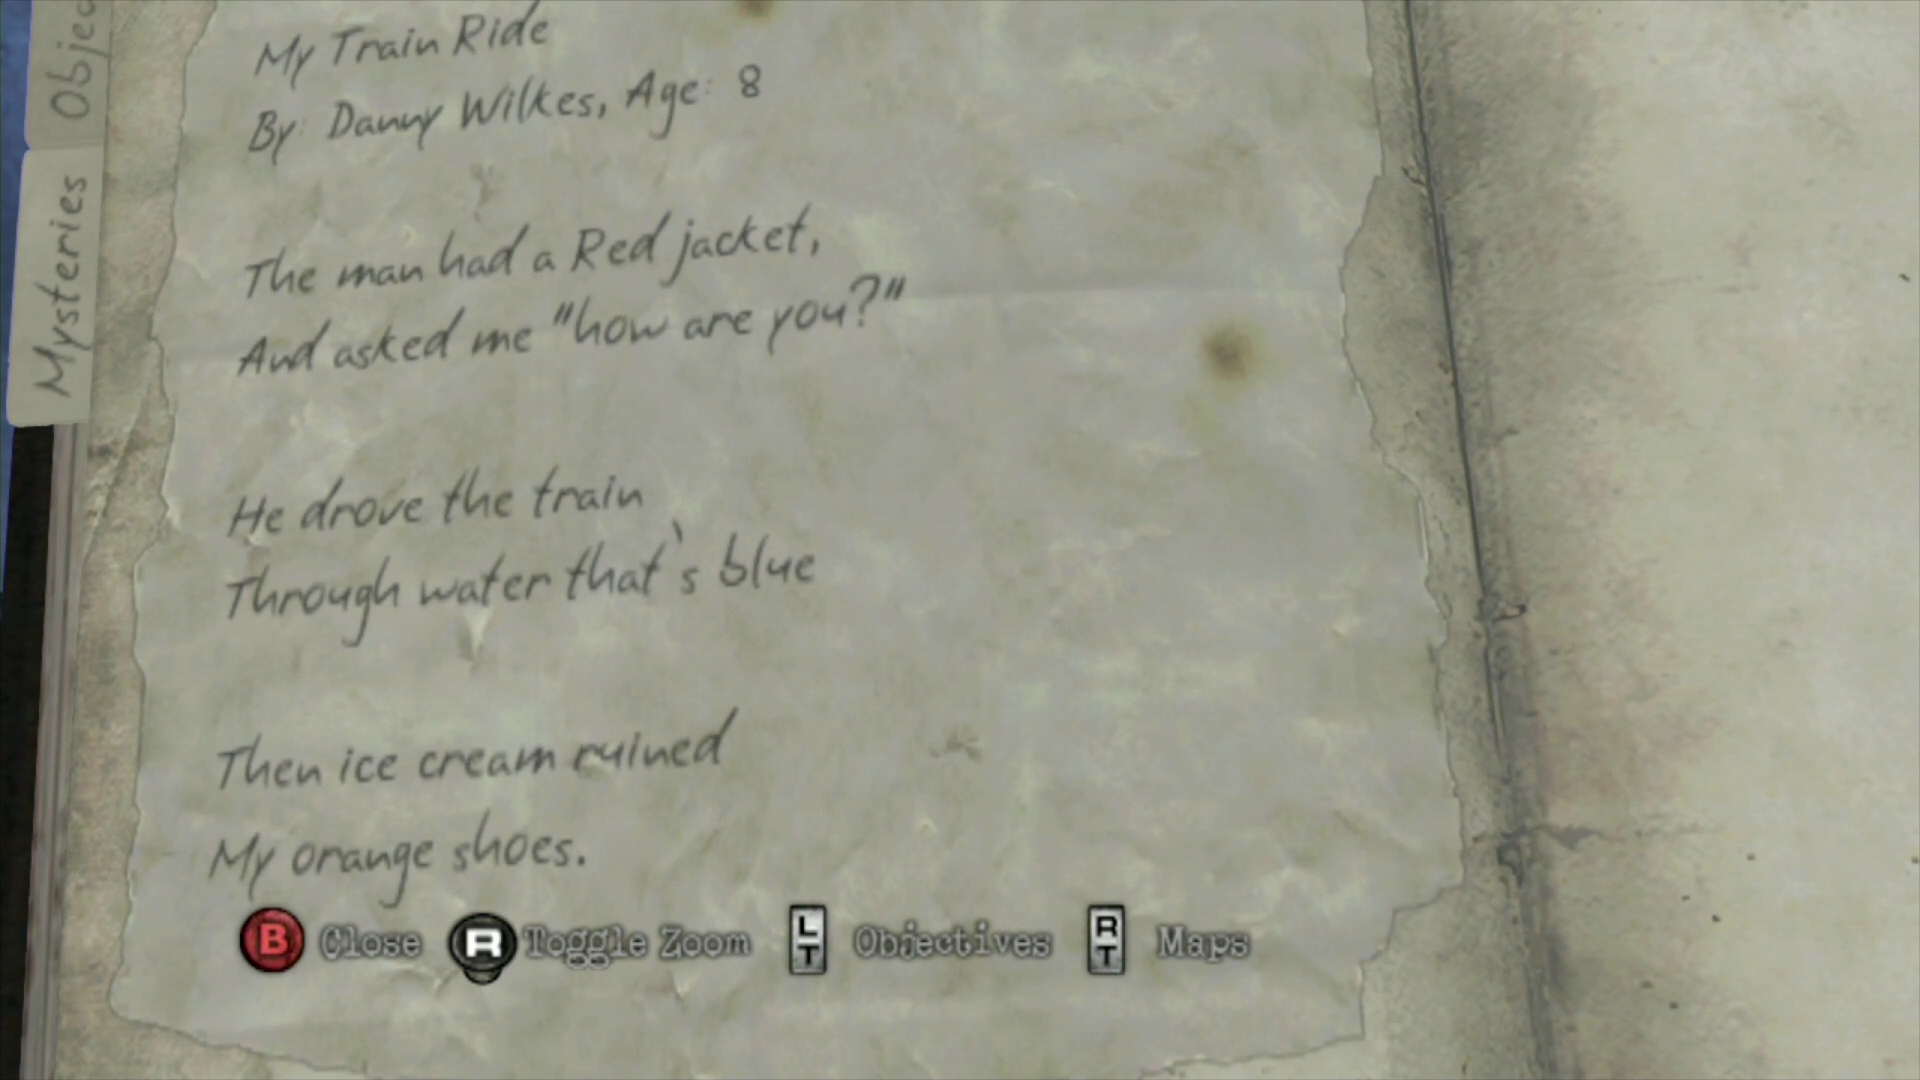 Objec
Mysteries
My Train Ride
By: Danny Wilkes, Age: 8
The man had a Red jacket,
And asked me "how are you?"
He drove the train
Through water that's blue
Then ice cream ruined
My orange shoes.
B Close R Toggle Zoom LT Objectives RT Maps